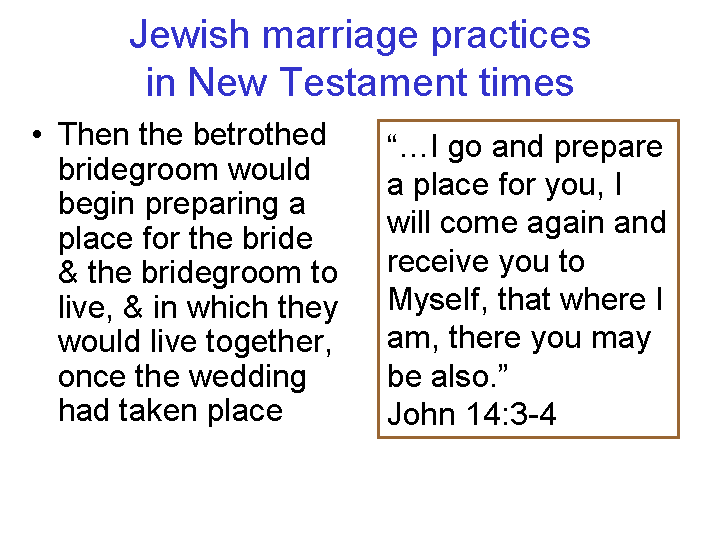 Jewish marriage practices
in New Testament times
• Then the betrothed
bridegroom would
begin preparing a
place for the bride
& the bridegroom to
live, & in which they
would live together,
once the wedding
had taken place
“…I go and prepare
a place for you, I
will come again and
receive you to
Myself, that where I
am, there you may
be also.”
John 14:3-4